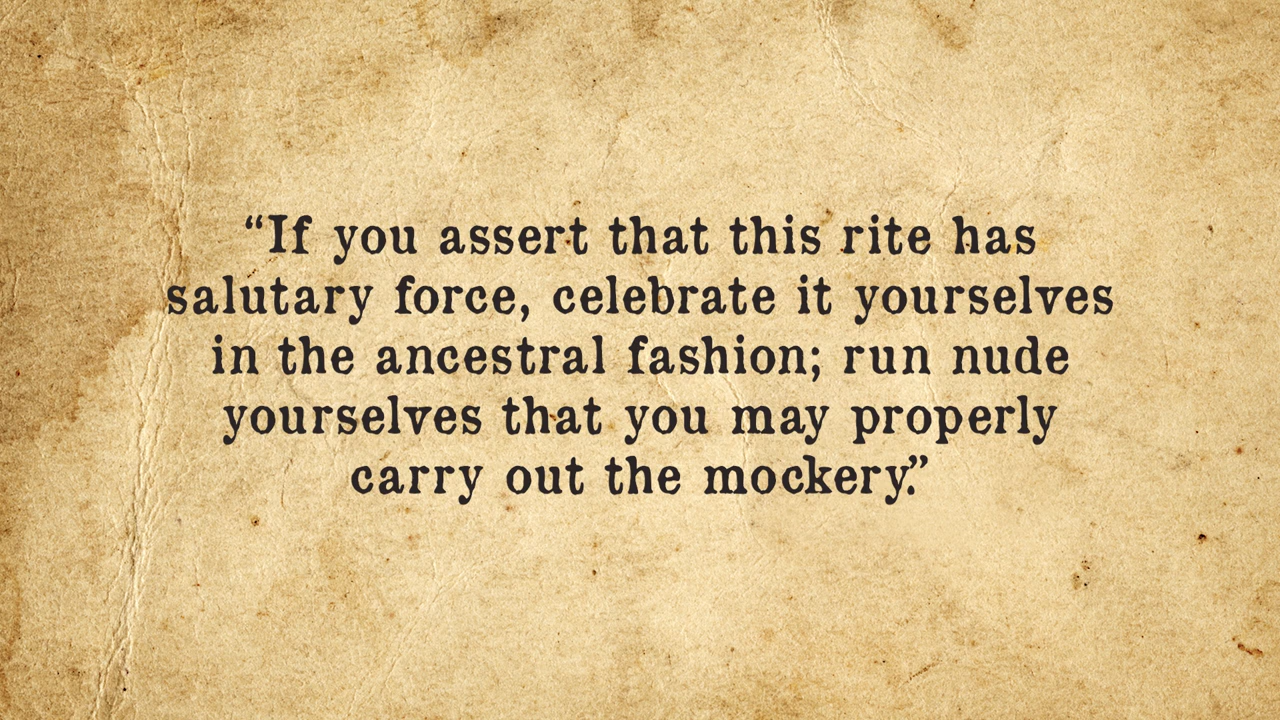 “If you assert that this rite has
salutary force, celebrate it yourselves
in the ancestral fashion; run nude
yourselves that you may properly
carry out the mockery.”